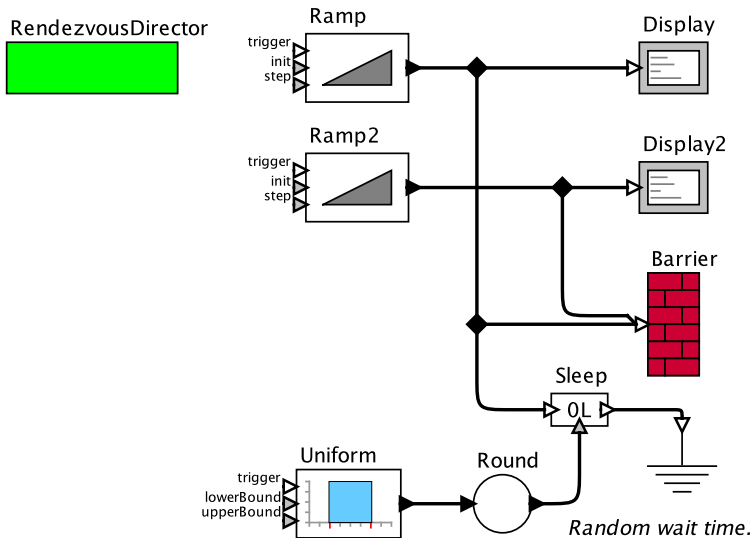 RendezvousDirector
Ramp
trigger
init
step
Display
Ramp2
trigger
init
step
Display2
Barrier
Sleep
0L
Uniform
trigger
lowerBound
upperBound
Round
Random wait time.